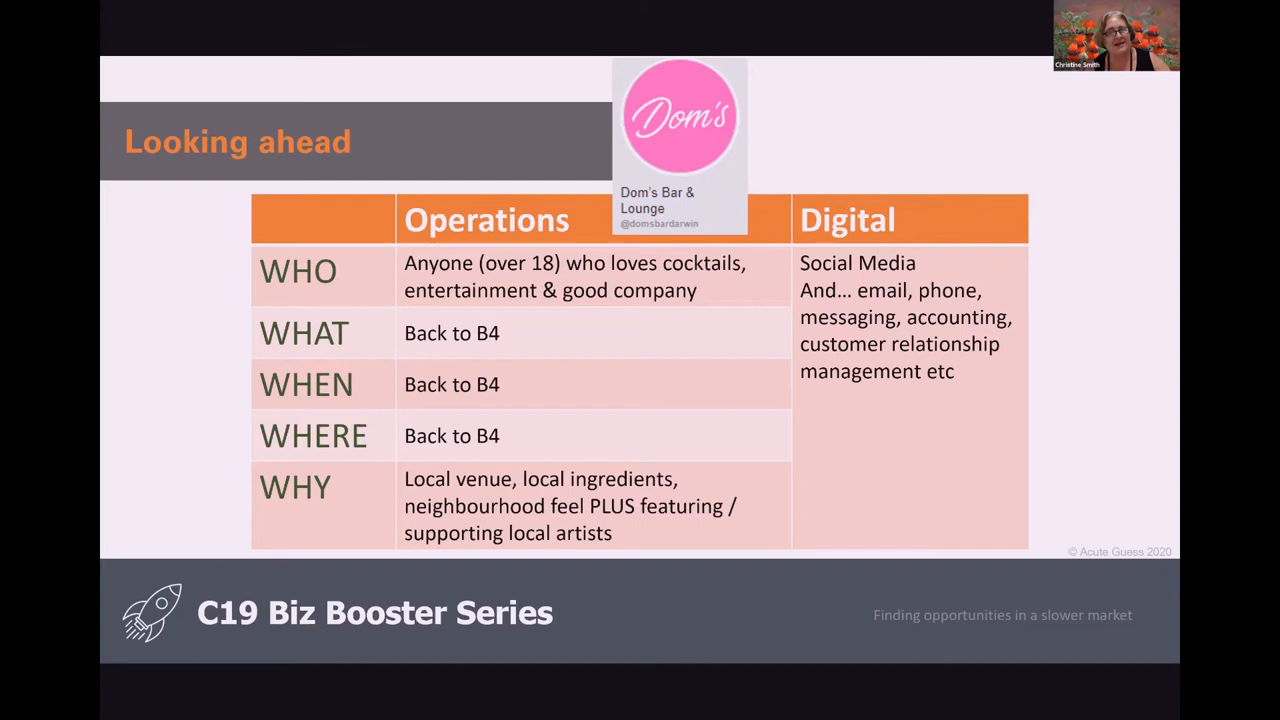 Christine Smith
Looking ahead
Dom's
Dom's Bar &
Lounge
@domsbardarwin
Operations
Digital
WHO
Anyone (over 18) who loves cocktails,
entertainment & good company
Social Media
And... email, phone,
messaging, accounting,
customer relationship
management etc
WHAT
Back to B4
WHEN
Back to B4
WHERE
Back to B4
WHY
Local venue, local ingredients,
neighbourhood feel PLUS featuring /
supporting local artists
© Acute Guess 2020
C19 Biz Booster Series
Finding opportunities in a slower market